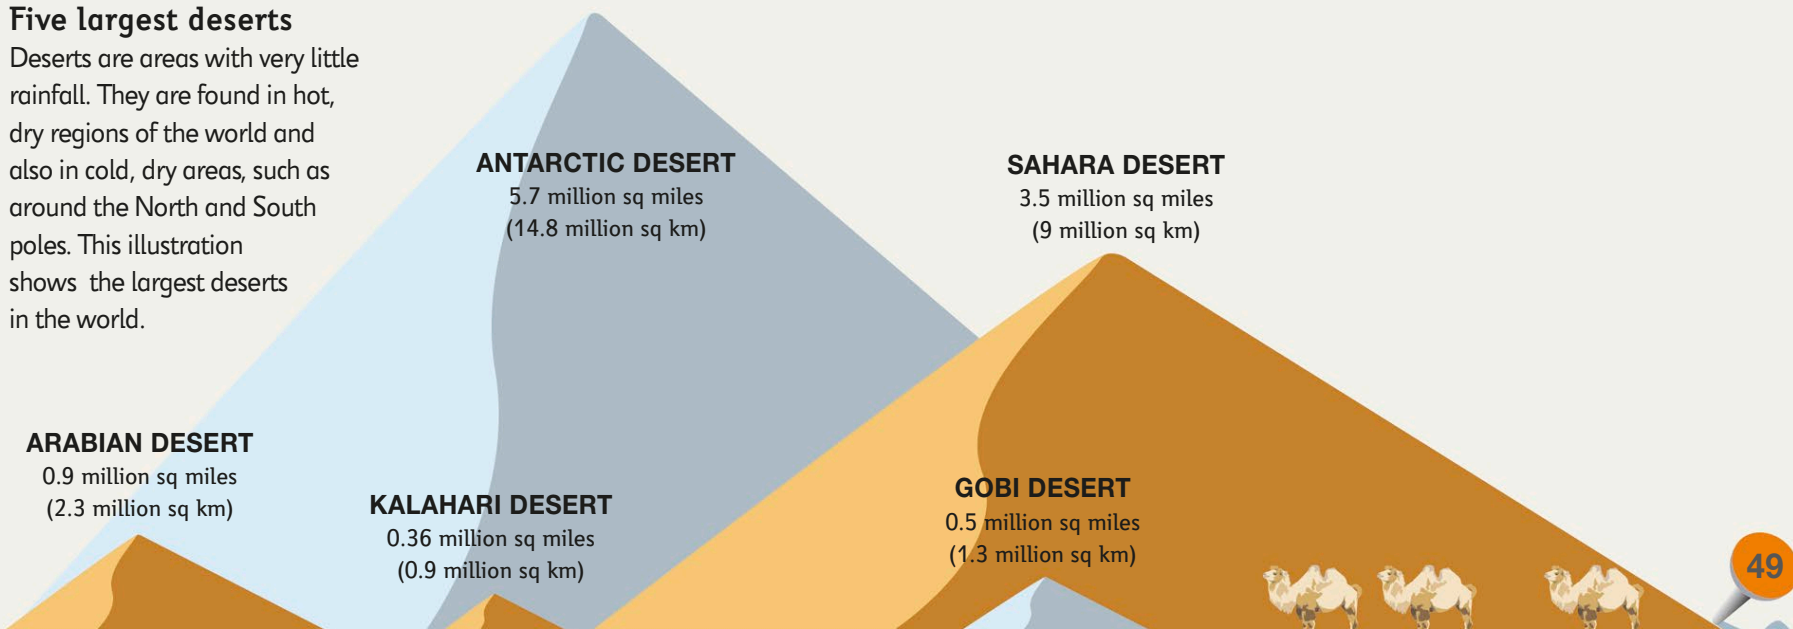 Five largest deserts
Deserts are areas with very little
rainfall. They are found in hot,
dry regions of the world and
also in cold, dry areas, such as
around the North and South
poles. This illustration
shows the largest deserts
in the world.
ANTARCTIC DESERT
5.7 million sq miles
(14.8 million sq km)
SAHARA DESERT
3.5 million sq miles
(9 million sq km)
ARABIAN DESERT
0.9 million sq miles
(2.3 million sq km)
KALAHARI DESERT
0.36 million sq miles
(0.9 million sq km)
GOBI DESERT
0.5 million sq miles
(1.3 million sq km)
49